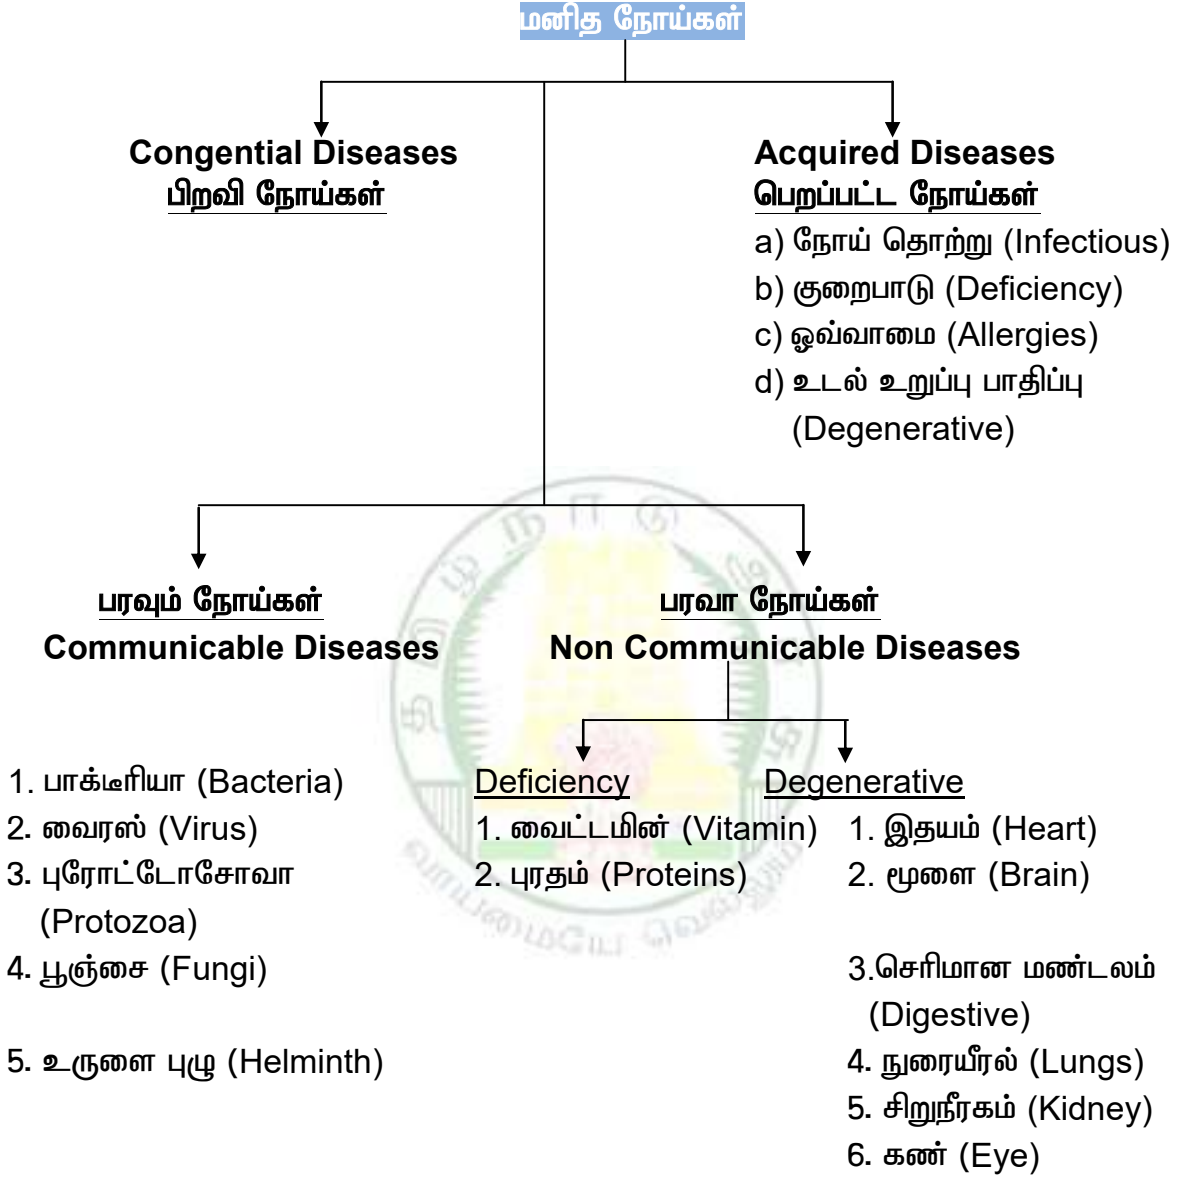 மனித நோய்கள்
Congential Diseases
பிறவி நோய்கள்
Acquired Diseases
பெறப்பட்ட நோய்கள்
a) நோய் தொற்று (Infectious)
b) குறைபாடு (Deficiency)
c) ஓவ்வாமை (Allergies)
d) உடல் உறுப்பு பாதிப்பு
(Degenerative)
பரவும் நோய்கள்
Communicable Diseases
பரவா நோய்கள்
Non Communicable Diseases
1. பாக்டீரியா (Bacteria)
2. வைரஸ் (Virus)
3. புரோட்டோசோவா
(Protozoa)
4. பூஞ்சை (Fungi)
5. உருளை புழு (Helminth)
Deficiency
1. வைட்டமின் (Vitamin)
2. புரதம் (Proteins)
Degenerative
1. இதயம் (Heart)
2. மூளை (Brain)
3.செரிமான மண்டலம்
(Digestive)
4. நுரையீரல் (Lungs)
5. சிறுநீரகம் (Kidney)
6. கண் (Eye)
தமிழ்நாடு அரசு
வாய்மையே வெல்லும்